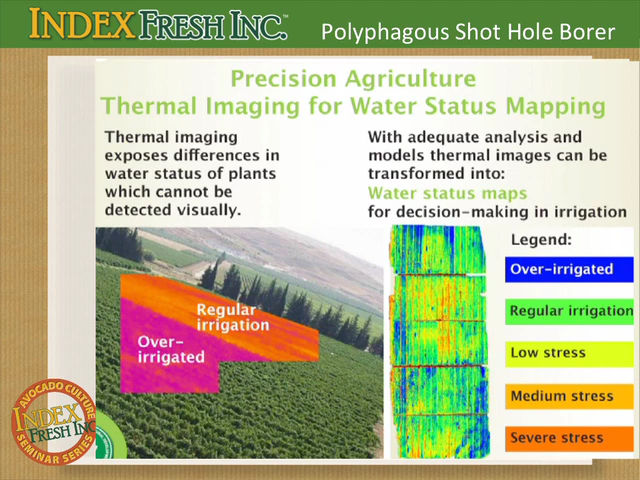 INDEX FRESH INC.™
Polyphagous Shot Hole Borer
Precision Agriculture
Thermal Imaging for Water Status Mapping
Thermal imaging
exposes differences in
water status of plants
which cannot be
detected visually.
With adequate analysis and
models thermal images can be
transformed into:
Water status maps
for decision-making in irrigation
Regular
irrigation
Over-
irrigated
Legend:
Over-irrigated
Regular irrigation
Low stress
Medium stress
Severe stress
AVOCADO CULTURE
INDEX
FRESH INC
SEMINAR SERIES